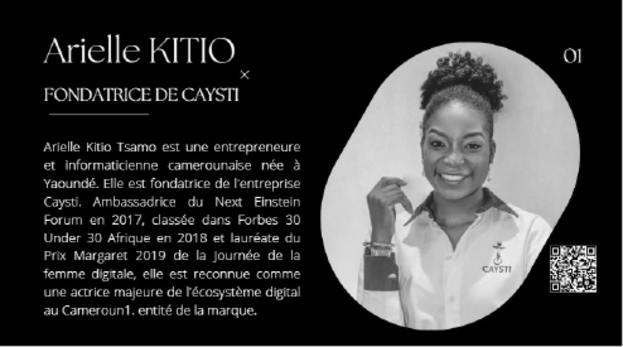 Arielle KITIO
01
FONDATRICE DE CAYSTI
Arielle Kitio Tsamo est une entrepreneure
et informaticienne camerounaise née à
Yaoundé. Elle est fondatrice de l'entreprise
Caysti. Ambassadrice du Next Einstein
Forum en 2017, classée dans Forbes 30
Under 30 Afrique en 2018 et lauréate du
Prix Margaret 2019 de la Journée de la
femme digitale, elle est reconnue comme
une actrice majeure de l'écosystème digital
au Cameroun1. entité de la marque.
CAYSTI